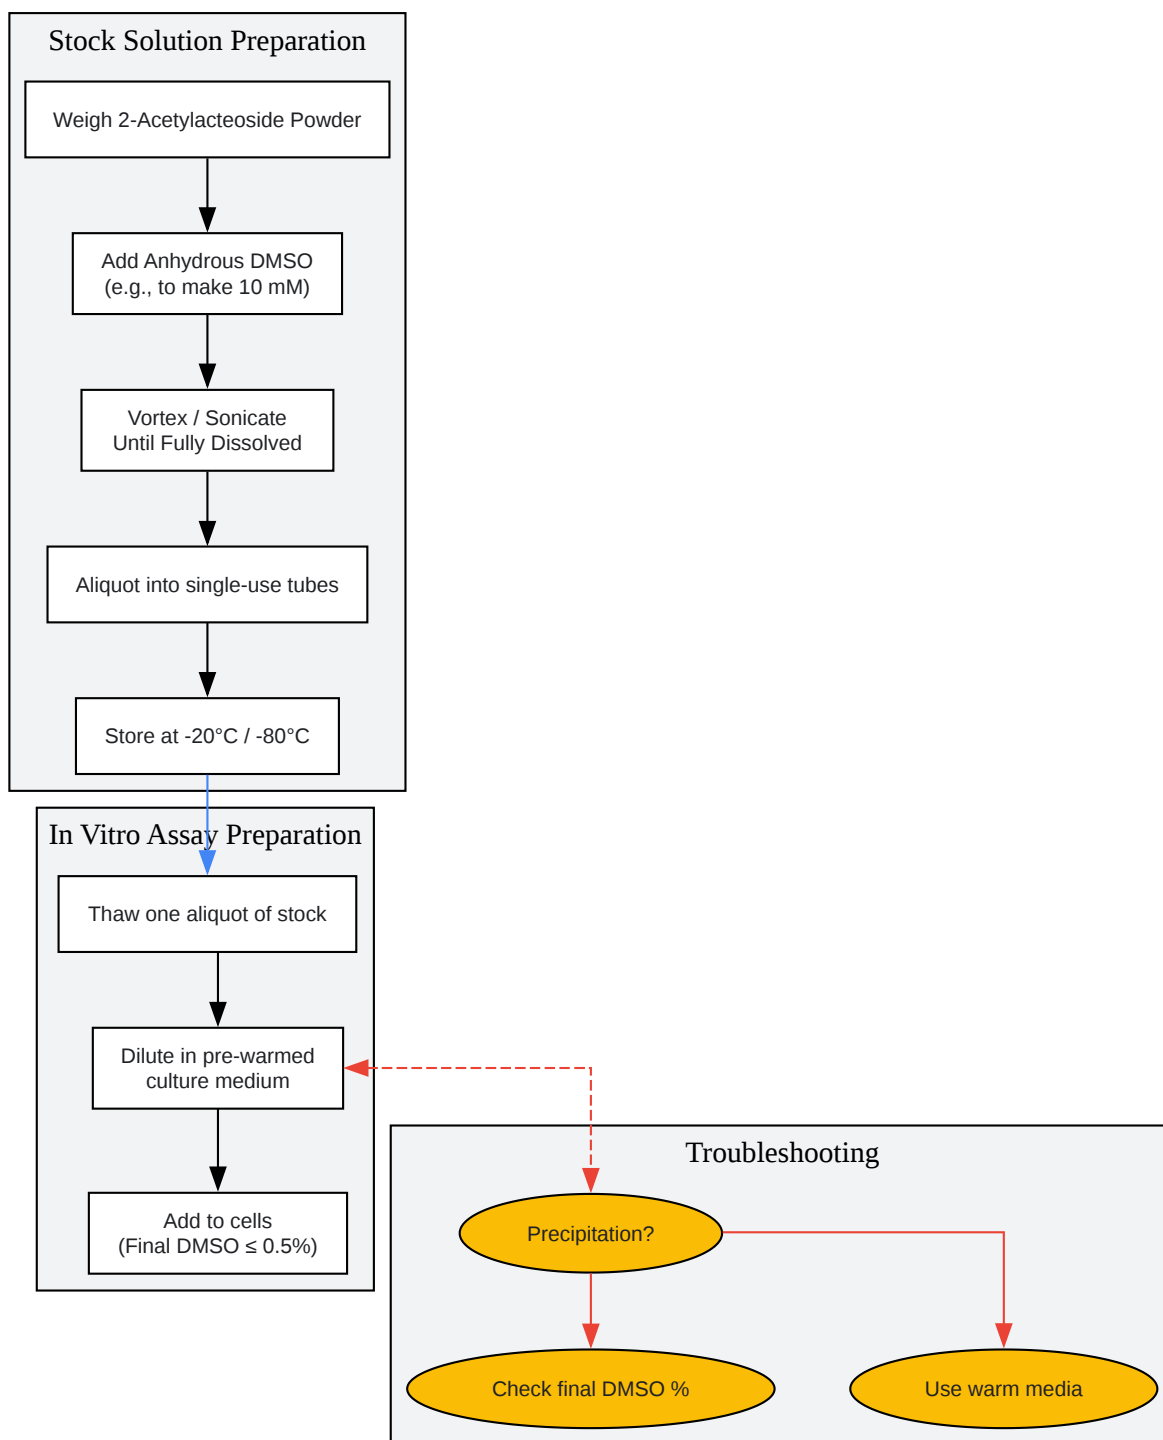 Stock Solution Preparation
Weigh 2-Acetylacteoside Powder
Add Anhydrous DMSO
(e.g., to make 10 mM)
Vortex / Sonicate
Until Fully Dissolved
Aliquot into single-use tubes
Store at -20°C / -80°C
In Vitro Assay Preparation
Thaw one aliquot of stock
Dilute in pre-warmed
culture medium
Add to cells
(Final DMSO ≤ 0.5%)
Troubleshooting
Precipitation?
Check final DMSO %
Use warm media